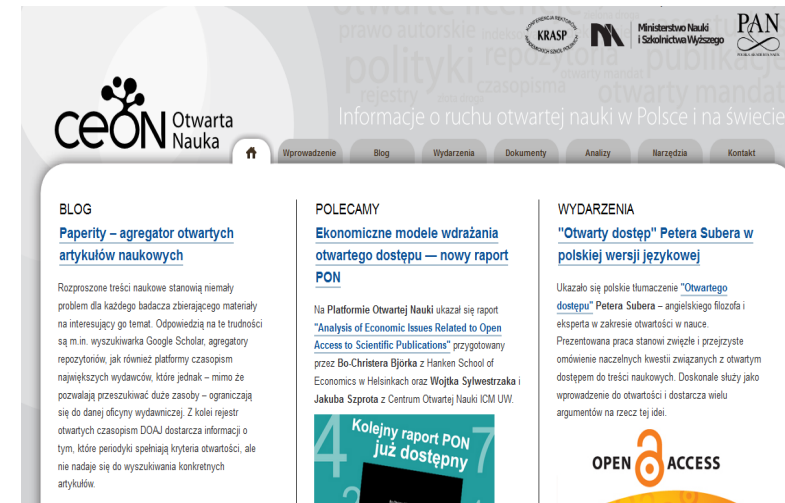 otwarte licencje
prawo autorskie
polityki
repozytoria
czasopisma
otwarty mandat
publikacje
rejestry
otwarty mandat
KRASP
Ministerstwo Nauki
i Szkolnictwa Wyższego
PAN
Informacje o ruchu otwartej nauki w Polsce i na świecie
CEON Otwarta
Nauka
Wprowadzenie
Blog
Wydarzenia
Dokumenty
Analizy
Narzędzia
Kontakt
BLOG
Paperity – agregator otwartych
artykułów naukowych
Rozproszone treści naukowe stanowią niemały
problem dla każdego badacza zbierającego materiały
na interesujący go temat. Odpowiedzią na te trudności
są m.in. wyszukiwarka Google Scholar, agregatory
repozytoriów, jak również platformy czasopism
największych wydawców, które jednak – mimo że
pozwalają przeszukiwać duże zasoby – ograniczają
się do danej oficyny wydawniczej. Z kolei rejestr
otwartych czasopism DOAJ dostarcza informacji o
tym, które periodyki spełniają kryteria otwartości, ale
nie nadaje się do wyszukiwania konkretnych
artykułów.
POLECAMY
Ekonomiczne modele wdrażania
otwartego dostępu — nowy raport
PON
Na Platformie Otwartej Nauki ukazał się raport
"Analysis of Economic Issues Related to Open
Access to Scientific Publications" przygotowany
przez Bo-Christera Björka z Hanken School of
Economics w Helsinkach oraz Wojtka Sylwestrzaka i
Jakuba Szprota z Centrum Otwartej Nauki ICM UW.
Kolejny raport PON
już dostępny
4
7
2
WYDARZENIA
"Otwarty dostęp" Petera Subera w
polskiej wersji językowej
Ukazało się polskie tłumaczenie "Otwartego
dostępu" Petera Subera – angielskiego filozofa i
eksperta w zakresie otwartości w nauce.
Prezentowana praca stanowi zwięzłe i przejrzyste
omówienie naczelnych kwestii związanych z otwartym
dostępem do treści naukowych. Doskonale służy jako
wprowadzenie do otwartości i dostarcza wielu
argumentów na rzecz tej idei.
OPEN ACCESS